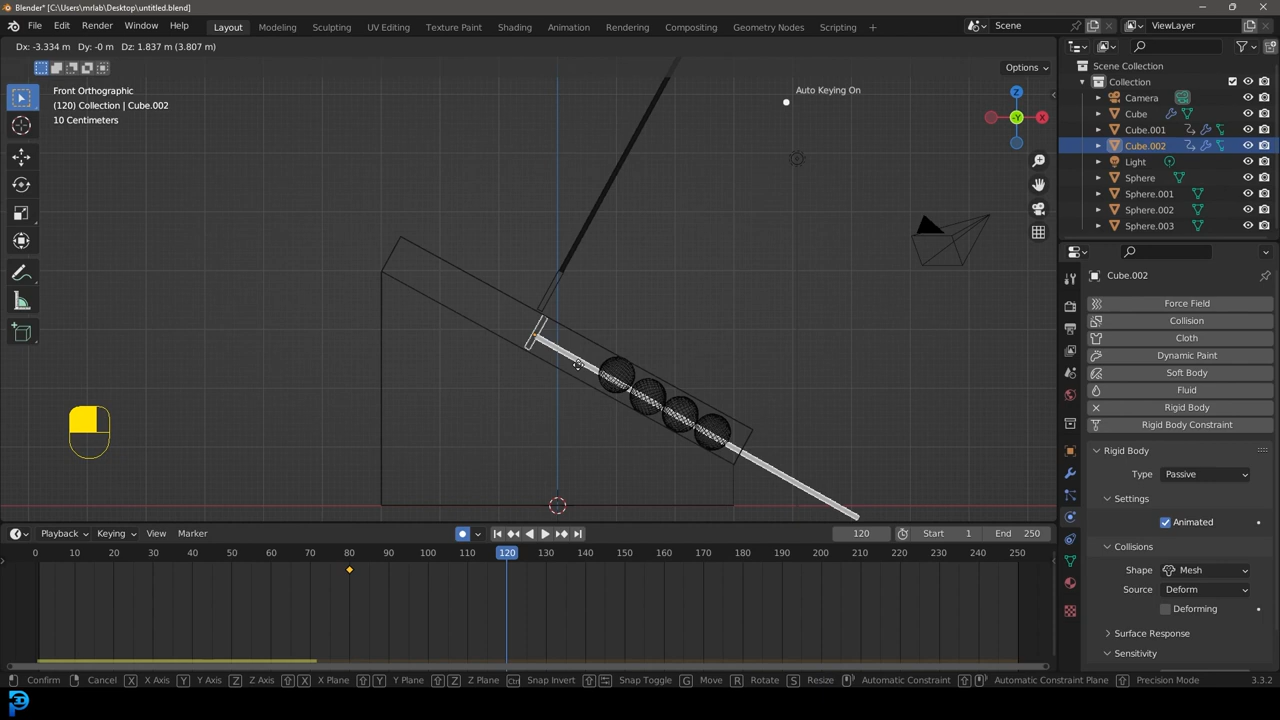 Blender* [C:\Users\mrlab\Desktop\untitled.blend]
File Edit Render Window Help Layout Modeling Sculpting UV Editing Texture Paint Shading Animation Rendering Compositing Geometry Nodes Scripting + Scene ViewLayer
Dx: -3.334 m Dy: -0 m Dz: 1.837 m (3.807 m)
Options
Front Orthographic
(120) Collection | Cube.002
10 Centimeters
Auto Keying On
Z
-Y
X
Scene Collection
Collection
Camera
Cube
Cube.001
Cube.002
Light
Sphere
Sphere.001
Sphere.002
Sphere.003
Cube.002
Force Field
Collision
Cloth
Dynamic Paint
Soft Body
Fluid
Rigid Body
Rigid Body Constraint
Rigid Body
Type Passive
Settings
Animated
Collisions
Shape Mesh
Source Deform
Deforming
Surface Response
Sensitivity
Playback Keying View Marker 120 Start 1 End 250
0 10 20 30 40 50 60 70 80 90 100 110 120 130 140 150 160 170 180 190 200 210 220 230 240 250
Confirm Cancel X X Axis Y Y Axis Z Z Axis X X Plane Y Y Plane Z Z Plane Ctrl Snap Invert Snap Toggle G Move R Rotate S Resize Automatic Constraint Automatic Constraint Plane Precision Mode 3.3.2